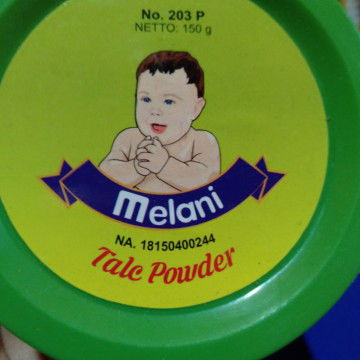 No. 203 P
NETTO: 150 g
Melani
NA. 18150400244
Talc Powder